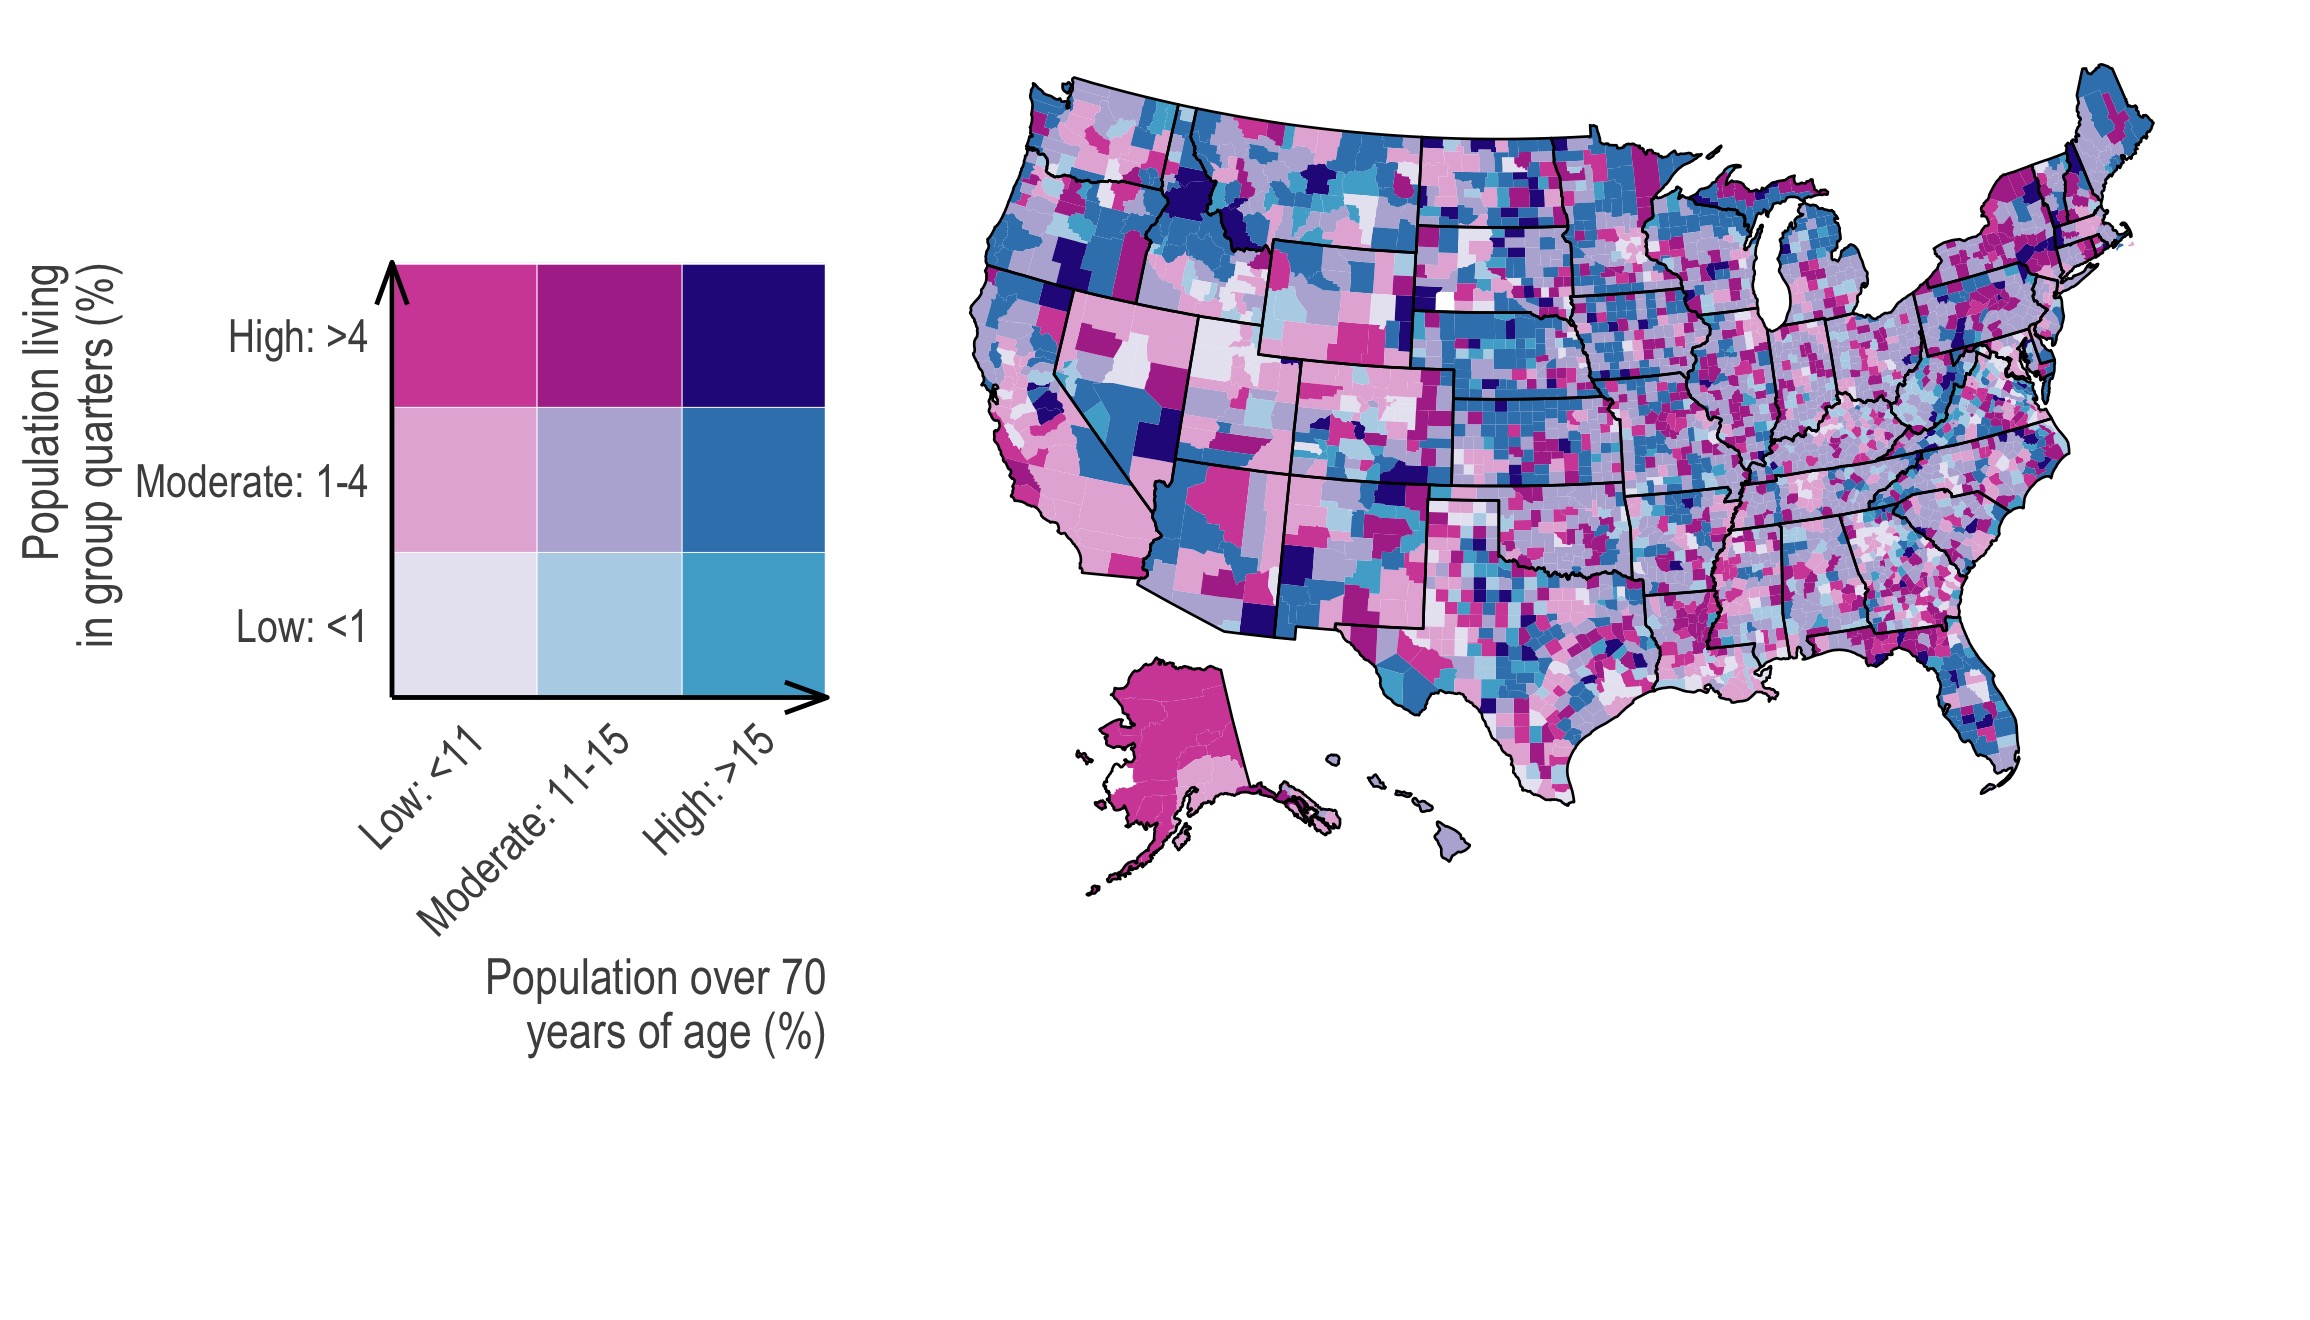 Population living
in group quarters (%)
High: >4
Moderate: 1-4
Low: <1
Low: <11
Moderate: 11-15
High: >15
Population over 70
years of age (%)